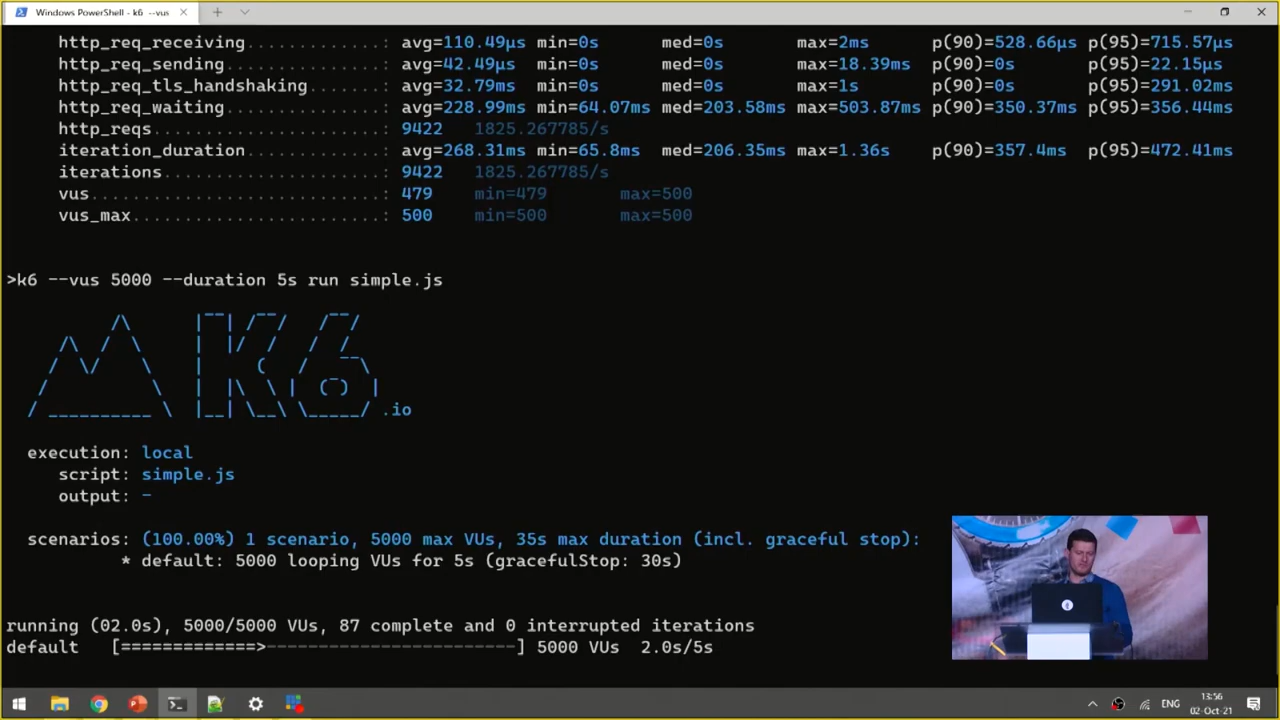 Windows PowerShell - k6 --vus
http_req_receiving..............: avg=110.49µs min=0s med=0s max=2ms p(90)=528.66µs p(95)=715.57µs
http_req_sending................: avg=42.49µs min=0s med=0s max=18.39ms p(90)=0s p(95)=22.15µs
http_req_tls_handshaking........: avg=32.79ms min=0s med=0s max=1s p(90)=0s p(95)=291.02ms
http_req_waiting................: avg=228.99ms min=64.07ms med=203.58ms max=503.87ms p(90)=350.37ms p(95)=356.44ms
http_reqs.......................: 9422 1825.267785/s
iteration_duration..............: avg=268.31ms min=65.8ms med=206.35ms max=1.36s p(90)=357.4ms p(95)=472.41ms
iterations......................: 9422 1825.267785/s
vus.............................: 479 min=479 max=500
vus_max.........................: 500 min=500 max=500
>k6 --vus 5000 --duration 5s run simple.js
K6
.io
execution: local
script: simple.js
output: -
scenarios: (100.00%) 1 scenario, 5000 max VUs, 35s max duration (incl. graceful stop):
* default: 5000 looping VUs for 5s (gracefulStop: 30s)
running (02.0s), 5000/5000 VUs, 87 complete and 0 interrupted iterations
default [=============>------------------------] 5000 VUs 2.0s/5s
ENG
13:56
02-Oct-21